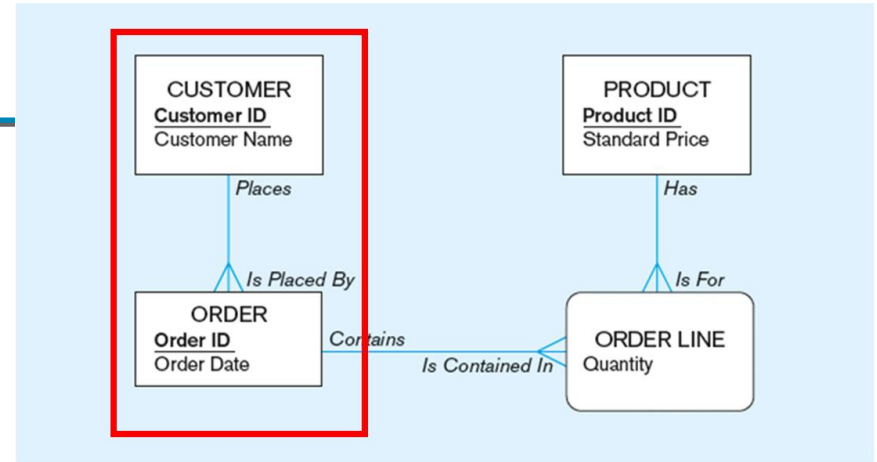 CUSTOMER
Customer ID
Customer Name
PRODUCT
Product ID
Standard Price
Places
Has
Is Placed By
Is For
ORDER
Order ID
Order Date
Contains
Is Contained In
ORDER LINE
Quantity